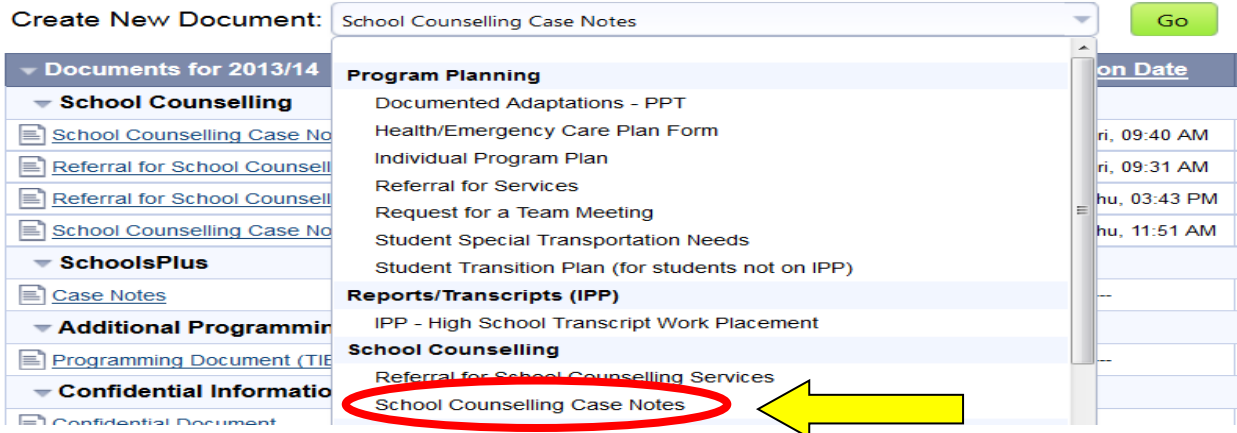 Create New Document: School Counselling Case Notes Go
Documents for 2013/14 on Date
School Counselling
School Counselling Case No ri, 09:40 AM
Referral for School Counsell ri, 09:31 AM
Referral for School Counsell hu, 03:43 PM
School Counselling Case No hu, 11:51 AM
SchoolsPlus
Case Notes --
Additional Programmin
Programming Document (TIE --
Confidential Informatio
Confidential Document
Program Planning
Documented Adaptations - PPT
Health/Emergency Care Plan Form
Individual Program Plan
Referral for Services
Request for a Team Meeting
Student Special Transportation Needs
Student Transition Plan (for students not on IPP)
Reports/Transcripts (IPP)
IPP - High School Transcript Work Placement
School Counselling
Referral for School Counselling Services
School Counselling Case Notes